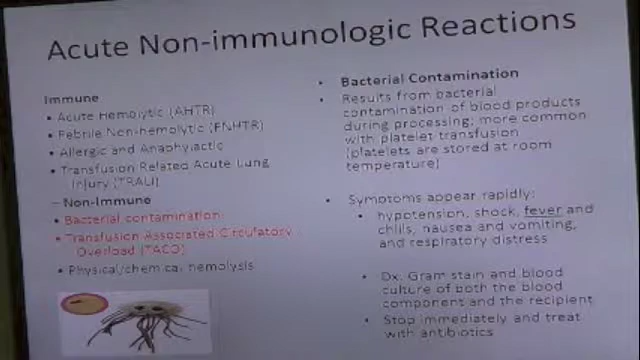 Acute Non-immunologic Reactions
Immune
• Acute Hemolytic (AHTR)
• Febrile Non-hemolytic (FNHTR)
• Allergic and Anaphylactic
• Transfusion Related Acute Lung
Injury (TRALI)
– Non-Immune
• Bacterial contamination
• Transfusion Associated Circulatory
Overload (TACO)
• Physical/chemical hemolysis
• Bacterial Contamination
• Results from bacterial
contamination of blood products
during processing; more common
with platelet transfusion
(platelets are stored at room
temperature)
• Symptoms appear rapidly:
• hypotension, shock, fever and
chills, nausea and vomiting,
and respiratory distress
• Dx. Gram stain and blood
culture of both the blood
component and the recipient
• Stop immediately and treat
with antibiotics